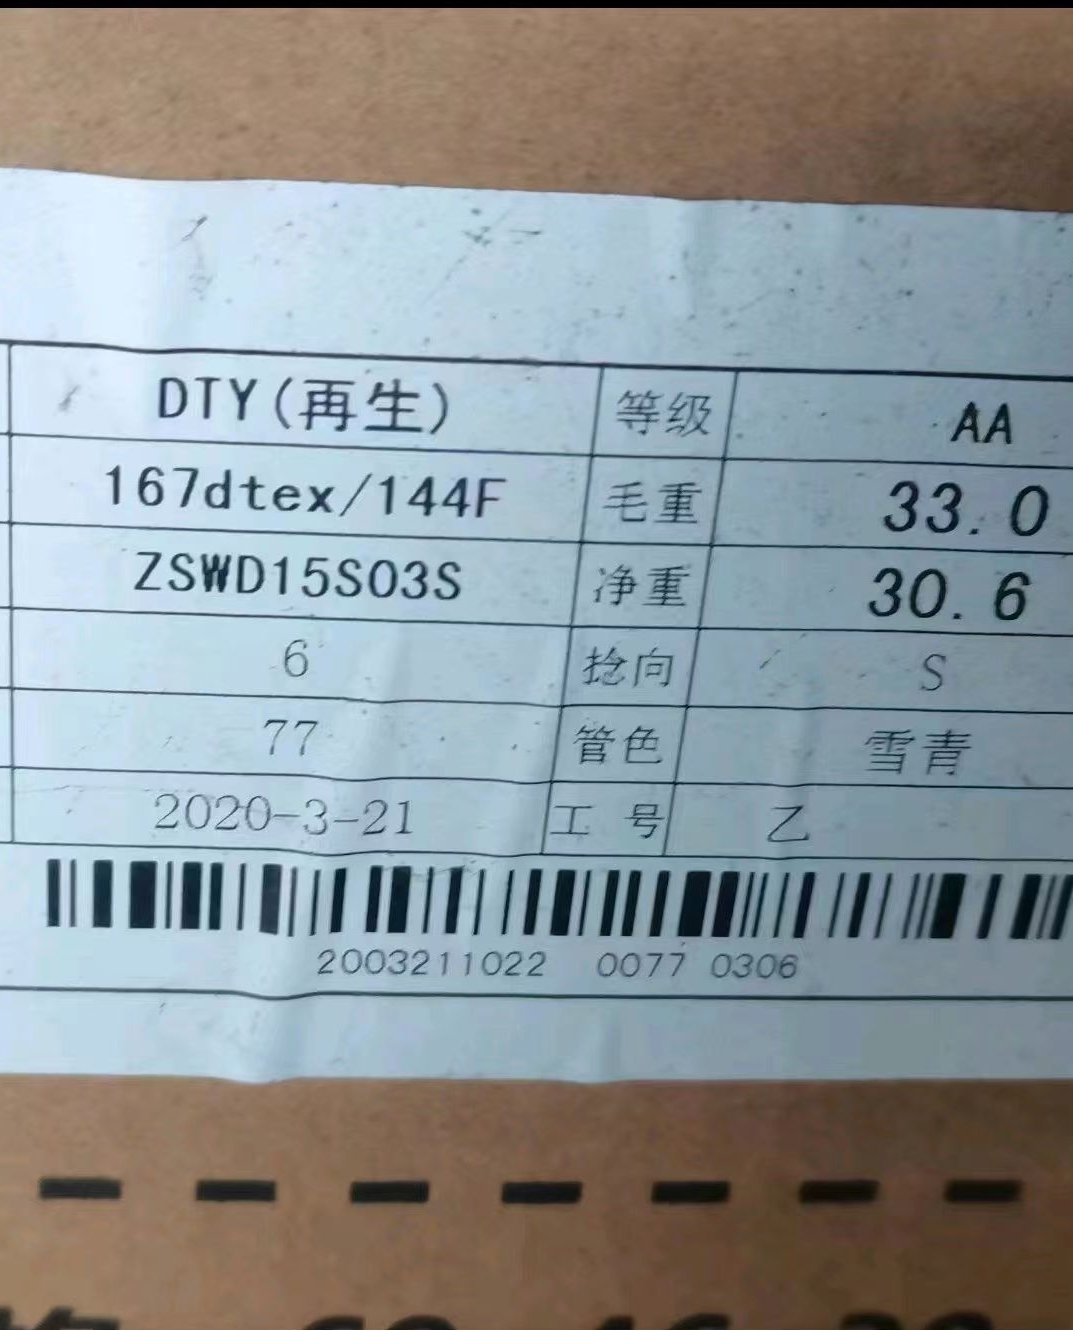 DTY(再生) 等级 AA
167dtex/144F 毛重 33.0
ZSWD15S03S 净重 30.6
6 捻向 S
77 管色 雪青
2020-3-21 工 号 乙
2003211022 0077 0306